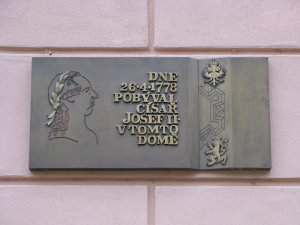 DNE
26·4·1778
POBÝVAL
CÍSAŘ
JOSEF II·
V TOMTO
DOMĚ